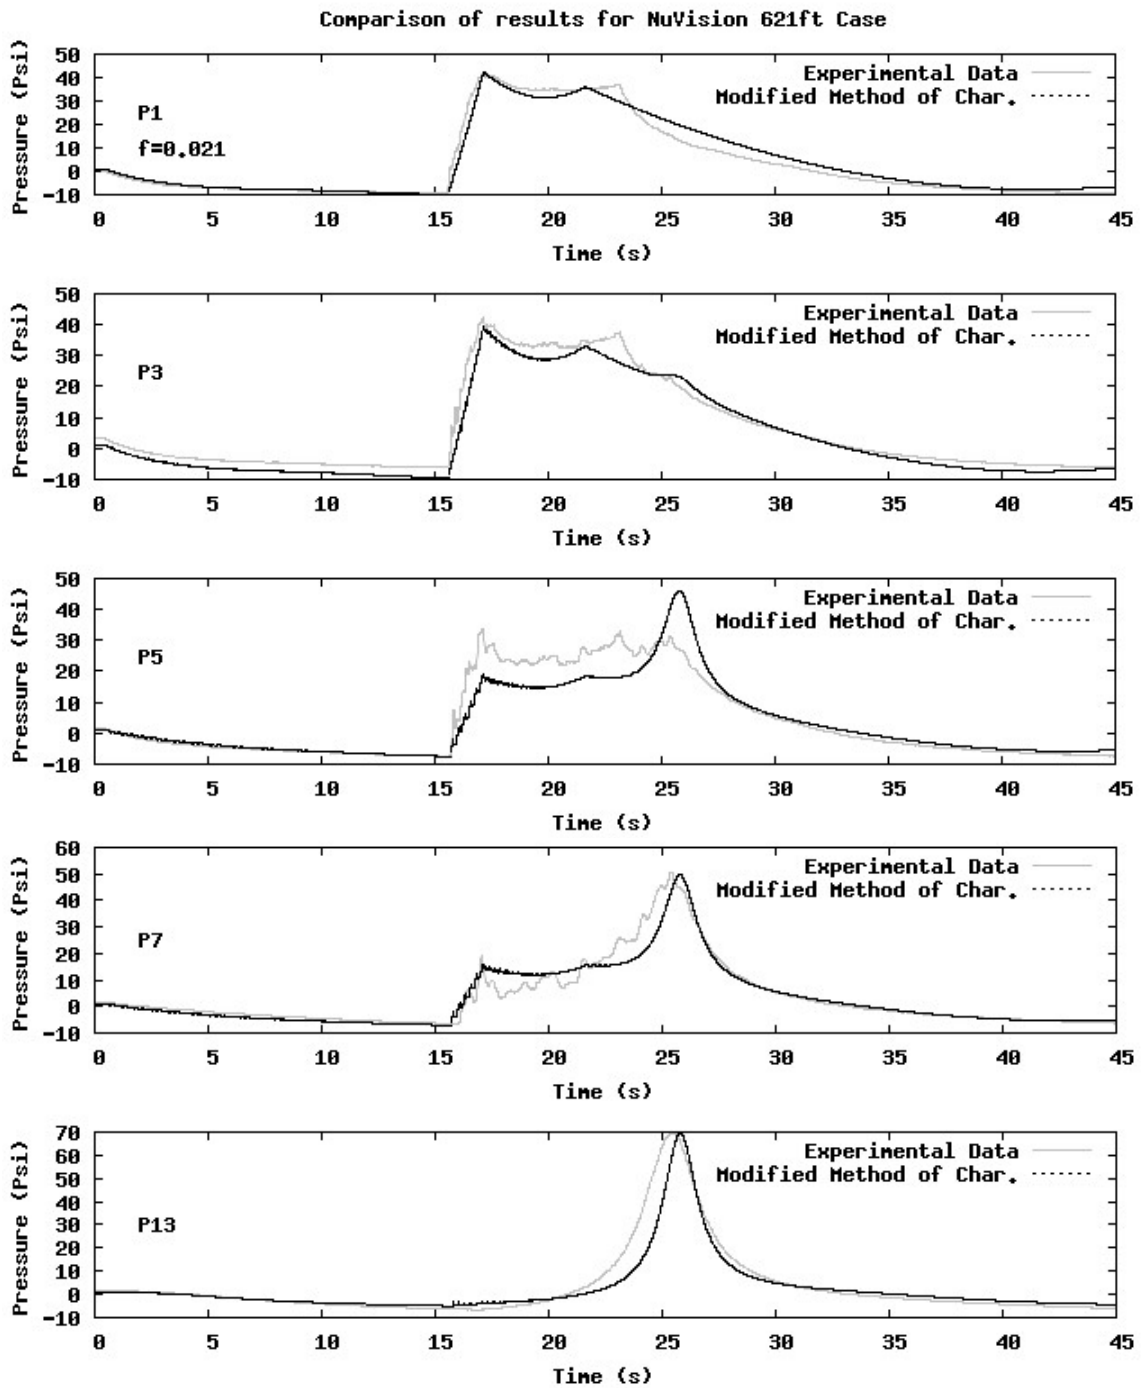 Comparison of results for NuVision 621ft Case
Pressure (Psi)
50
40
30
20
10
0
-10
P1
f=0.021
Experimental Data
Modified Method of Char.
0 5 10 15 20 25 30 35 40 45
Time (s)
Pressure (Psi)
50
40
30
20
10
0
-10
P3
Experimental Data
Modified Method of Char.
0 5 10 15 20 25 30 35 40 45
Time (s)
Pressure (Psi)
50
40
30
20
10
0
-10
P5
Experimental Data
Modified Method of Char.
0 5 10 15 20 25 30 35 40 45
Time (s)
Pressure (Psi)
60
50
40
30
20
10
0
-10
P7
Experimental Data
Modified Method of Char.
0 5 10 15 20 25 30 35 40 45
Time (s)
Pressure (Psi)
70
60
50
40
30
20
10
0
-10
P13
Experimental Data
Modified Method of Char.
0 5 10 15 20 25 30 35 40 45
Time (s)